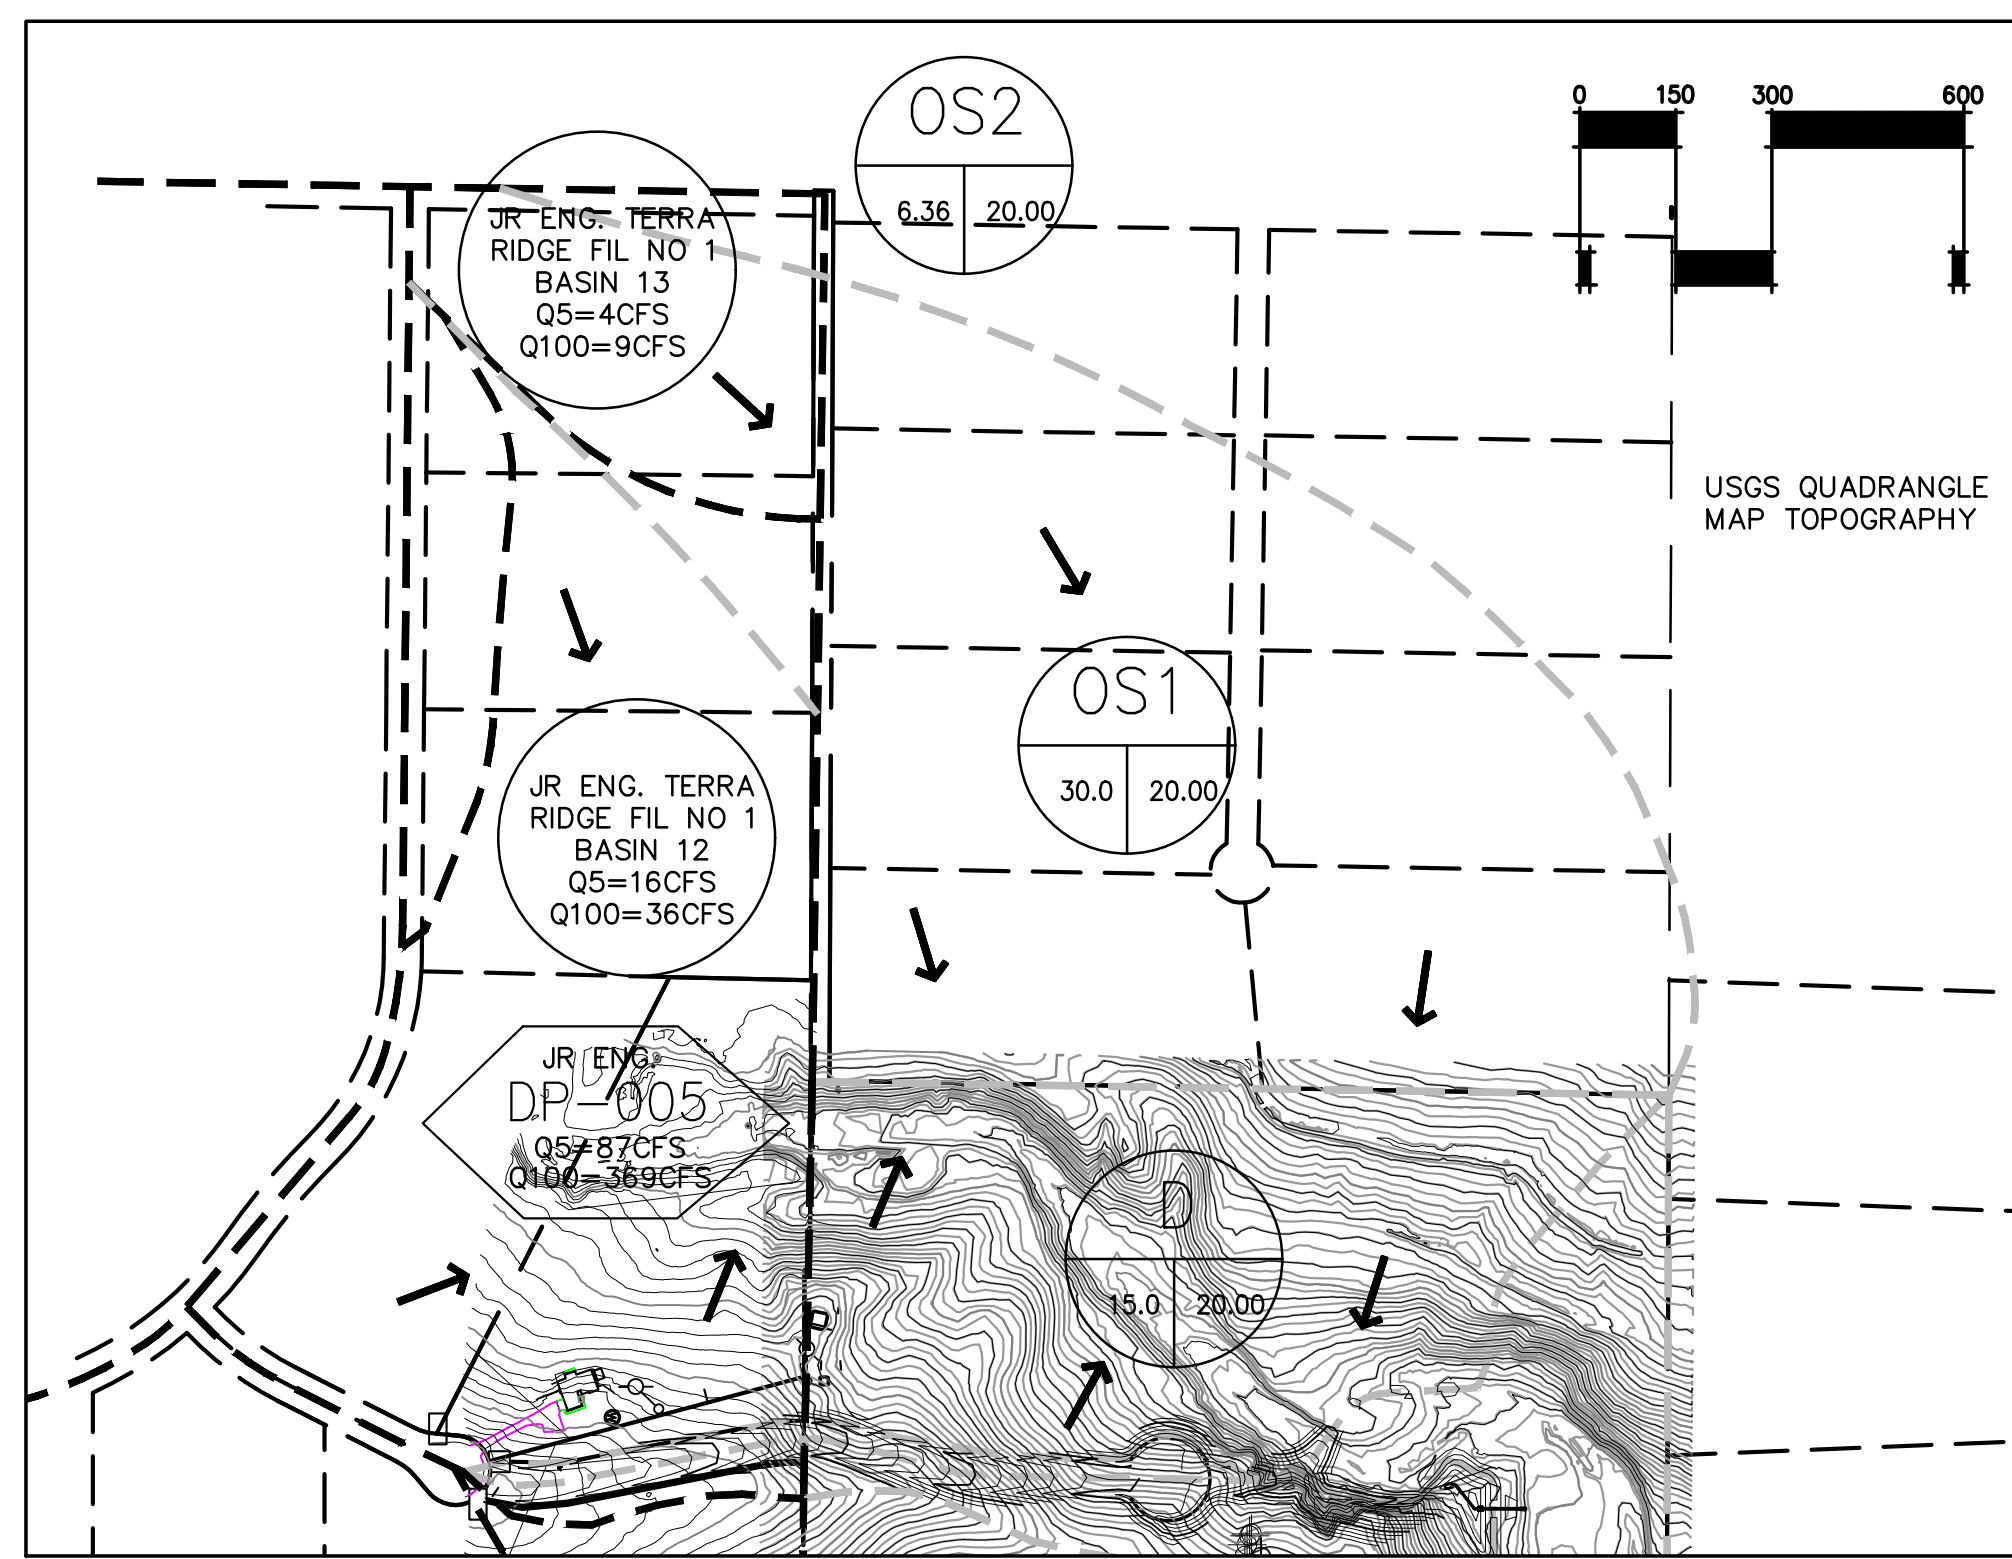 OS2
6.36 20.00
0 150 300 600
JR ENG. TERRA
RIDGE FIL NO 1
BASIN 13
Q5=4CFS
Q100=9CFS
USGS QUADRANGLE
MAP TOPOGRAPHY
OS1
30.0 20.00
JR ENG. TERRA
RIDGE FIL NO 1
BASIN 12
Q5=16CFS
Q100=36CFS
JR ENG.
DP-005
Q5=87CFS
Q100=369CFS
D
15.0 20.00